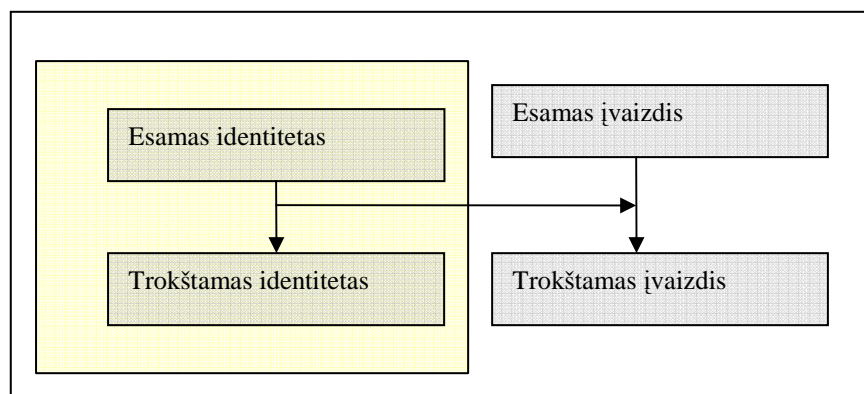 Esamas identitetas
Esamas įvaizdis
Trokštamas identitetas
Trokštamas įvaizdis